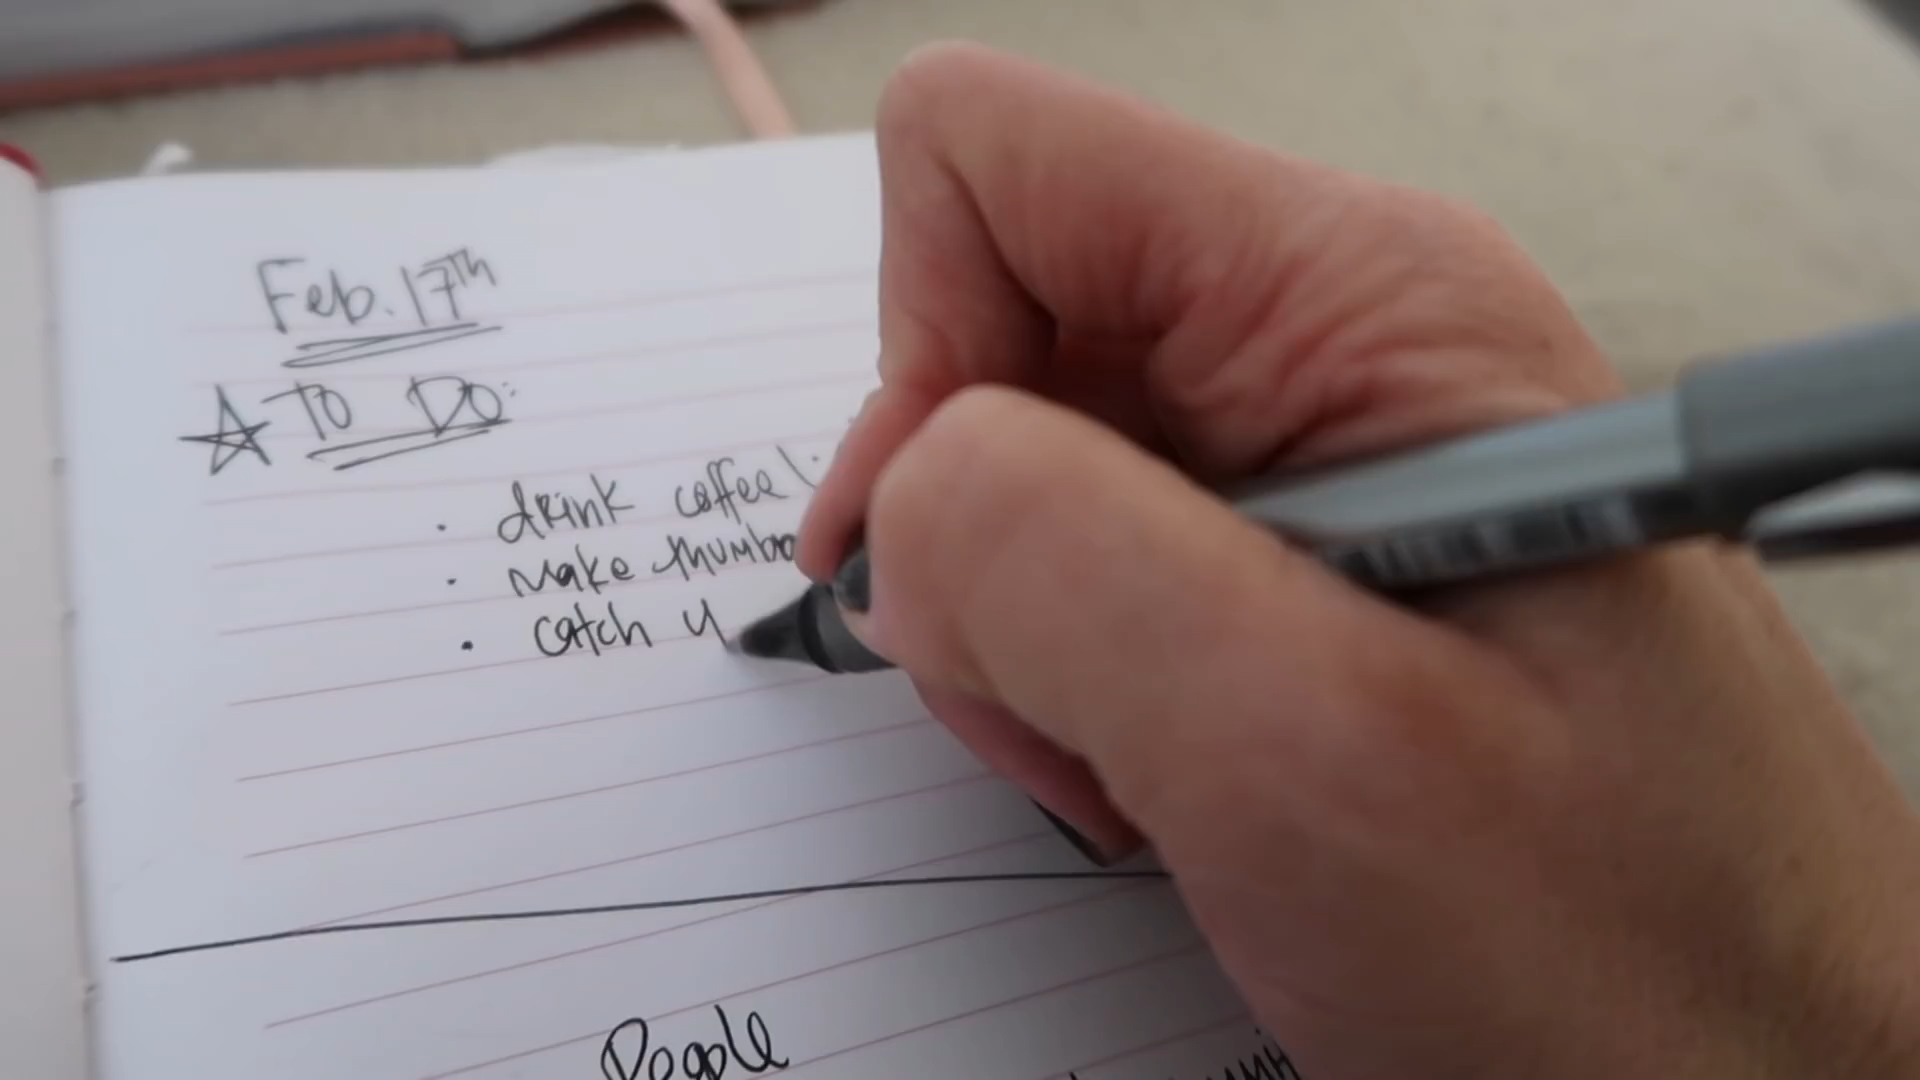 Feb. 17th
TO DO:
· drink coffee
· make
· catch u
People